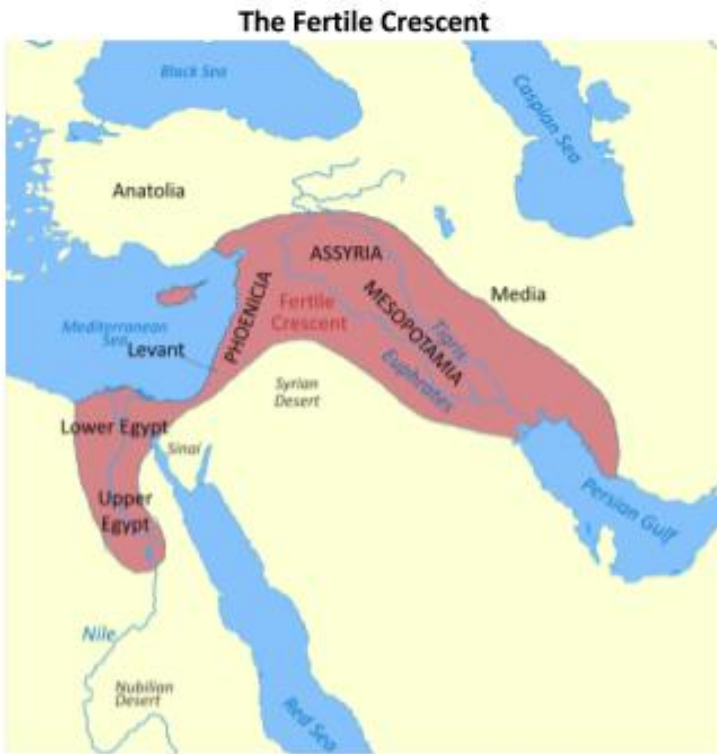 The Fertile Crescent
Black Sea
Caspian Sea
Anatolia
ASSYRIA
MESOPOTAMIA
Media
Fertile
Crescent
PHOENICIA
Tigris
Mediterranean
Sea
Levant
Euphrates
Syrian
Desert
Lower Egypt
Sinai
Upper
Egypt
Persian Gulf
Nile
Nubilian
Desert
Red Sea